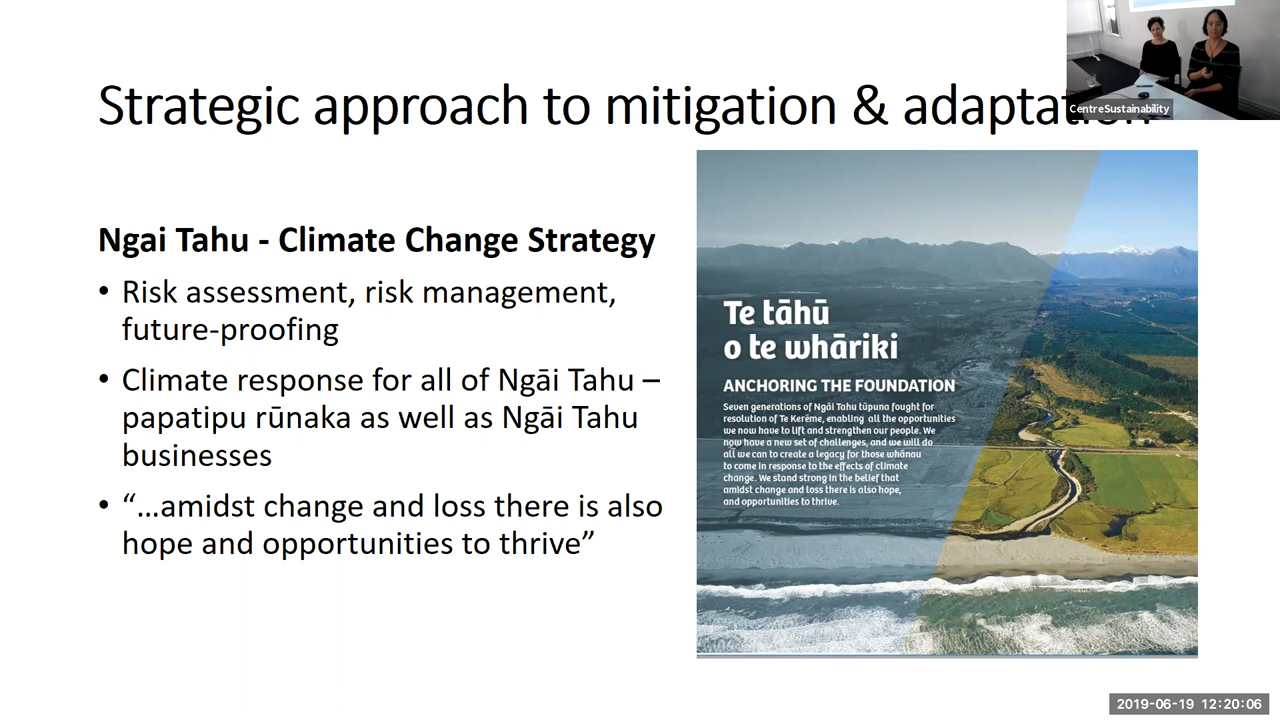 Strategic approach to mitigation & adaptation
CentreSustainability
Ngai Tahu - Climate Change Strategy
• Risk assessment, risk management,
future-proofing
• Climate response for all of Ngāi Tahu –
papatipu rūnaka as well as Ngāi Tahu
businesses
• “…amidst change and loss there is also
hope and opportunities to thrive”
Te tāhū
o te whāriki
ANCHORING THE FOUNDATION
Seven generations of Ngāi Tahu tūpuna fought for
resolution of Te Kerēme, enabling all the opportunities
we now have to lift and strengthen our people. We
now have a new set of challenges, and we will do
all we can to create a legacy for those whānau
to come in response to the effects of climate
change. We stand strong in the belief that
amidst change and loss there is also hope,
and opportunities to thrive.
2019-06-19 12:20:06